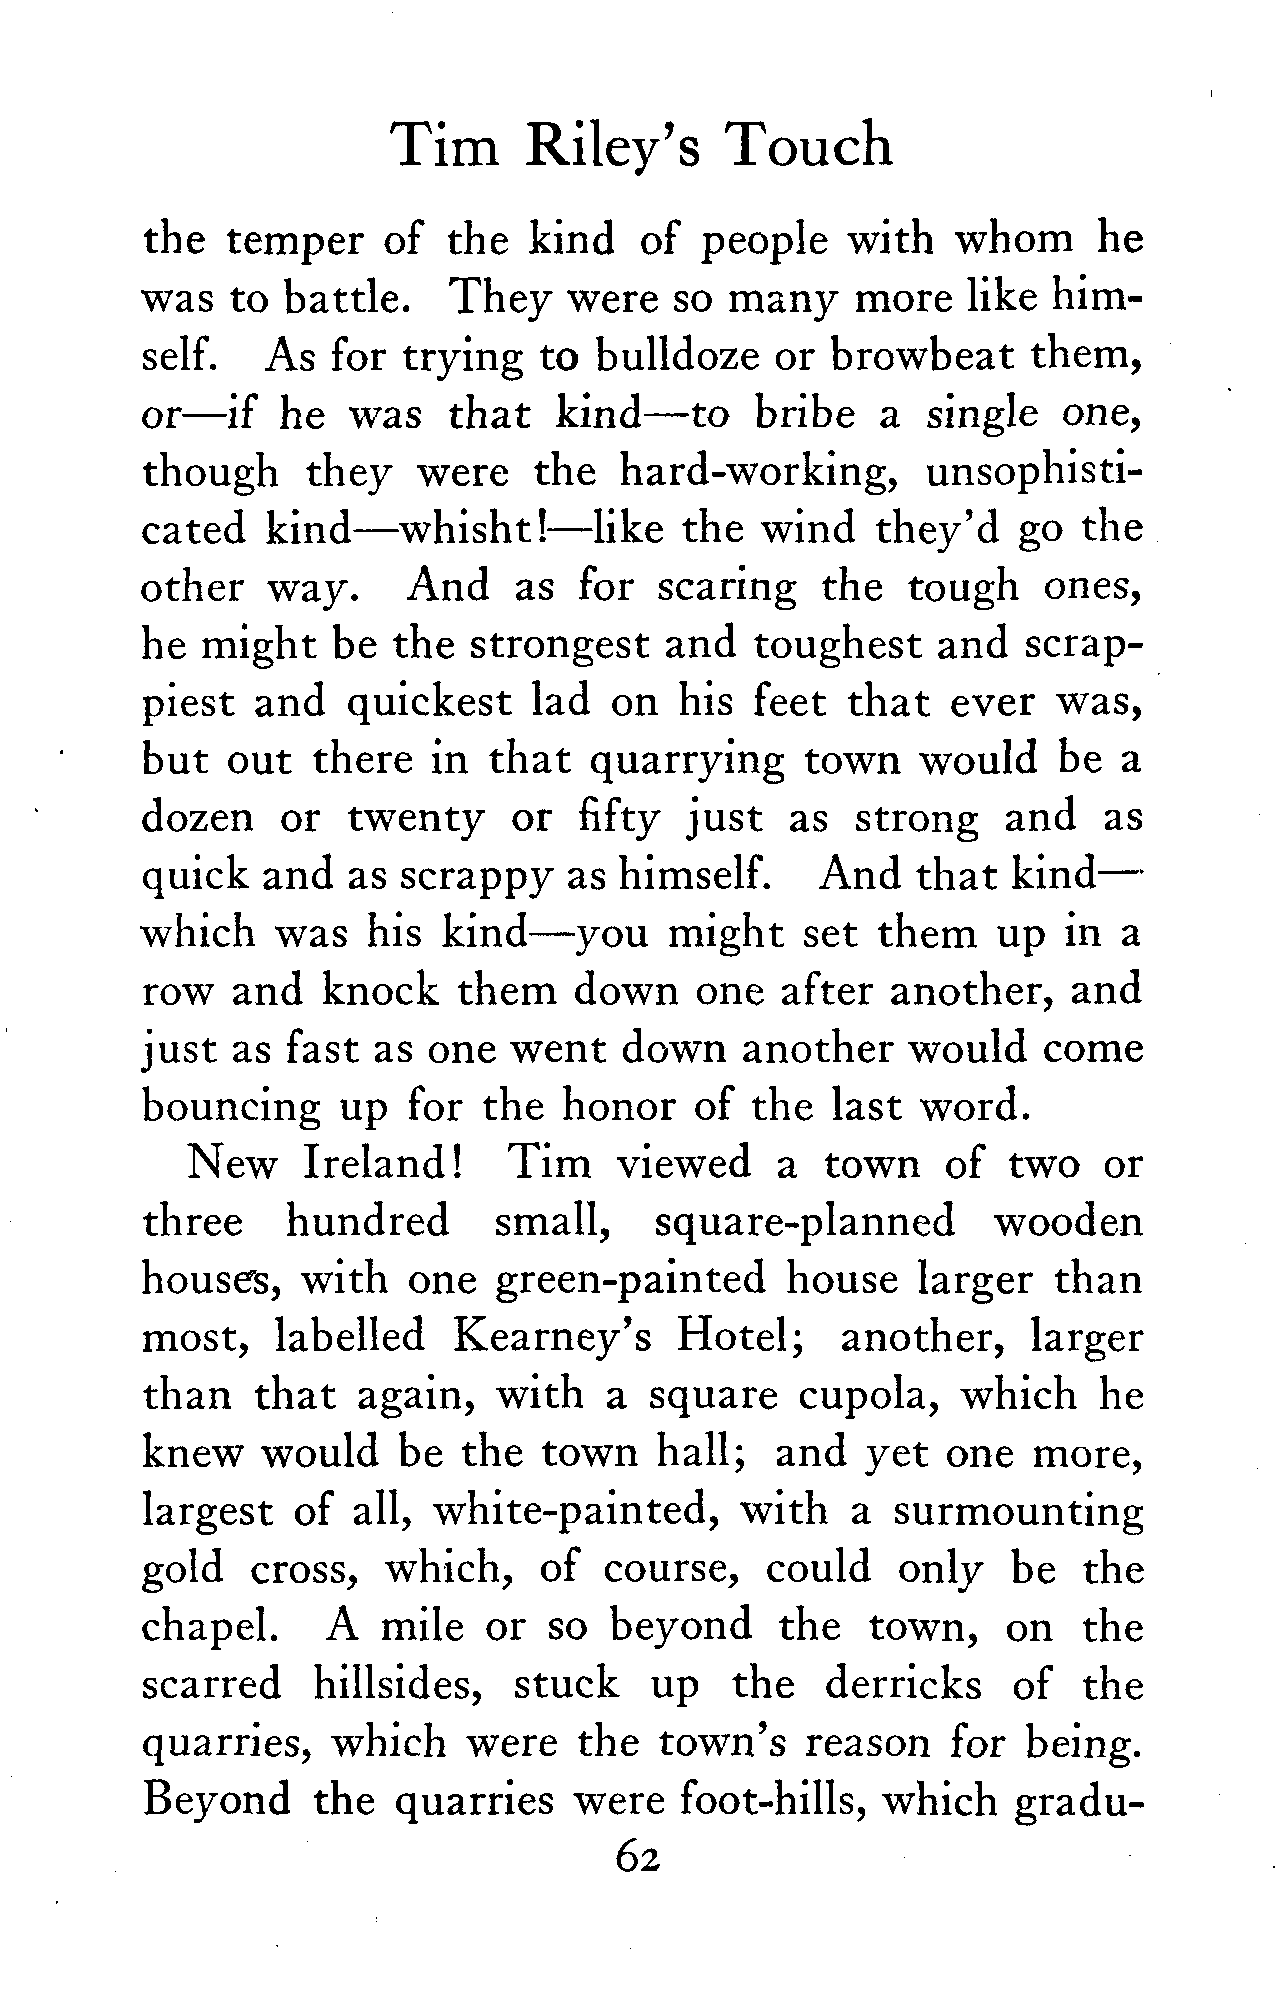 Tim Riley's Touch
the temper of the kind of people with whom he
was to battle. They were so many more like him-
self. As for trying to bulldoze or browbeat them,
or—if he was that kind—to bribe a single one,
though they were the hard-working, unsophisti-
cated kind—whisht!—like the wind they'd go the
other way. And as for scaring the tough ones,
he might be the strongest and toughest and scrap-
piest and quickest lad on his feet that ever was,
but out there in that quarrying town would be a
dozen or twenty or fifty just as strong and as
quick and as scrappy as himself. And that kind—
which was his kind—you might set them up in a
row and knock them down one after another, and
just as fast as one went down another would come
bouncing up for the honor of the last word.
New Ireland! Tim viewed a town of two or
three hundred small, square-planned wooden
houses, with one green-painted house larger than
most, labelled Kearney's Hotel; another, larger
than that again, with a square cupola, which he
knew would be the town hall; and yet one more,
largest of all, white-painted, with a surmounting
gold cross, which, of course, could only be the
chapel. A mile or so beyond the town, on the
scarred hillsides, stuck up the derricks of the
quarries, which were the town's reason for being.
Beyond the quarries were foot-hills, which gradu-
62